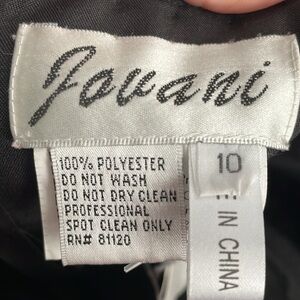 Jovani
100% POLYESTER
DO NOT WASH
DO NOT DRY CLEAN
PROFESSIONAL
SPOT CLEAN ONLY
RN# 81120
10
IN CHINA